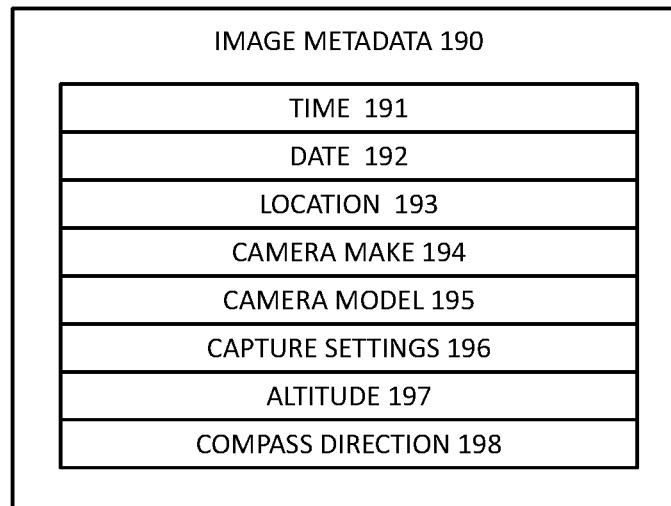 IMAGE METADATA 190
TIME 191
DATE 192
LOCATION 193
CAMERA MAKE 194
CAMERA MODEL 195
CAPTURE SETTINGS 196
ALTITUDE 197
COMPASS DIRECTION 198